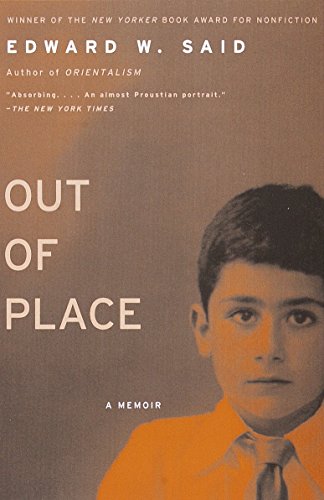 WINNER OF THE NEW YORKER BOOK AWARD FOR NONFICTION
EDWARD W. SAID
Author of ORIENTALISM
"Absorbing. . . . An almost Proustian portrait."
—THE NEW YORK TIMES
OUT
OF
PLACE
A MEMOIR